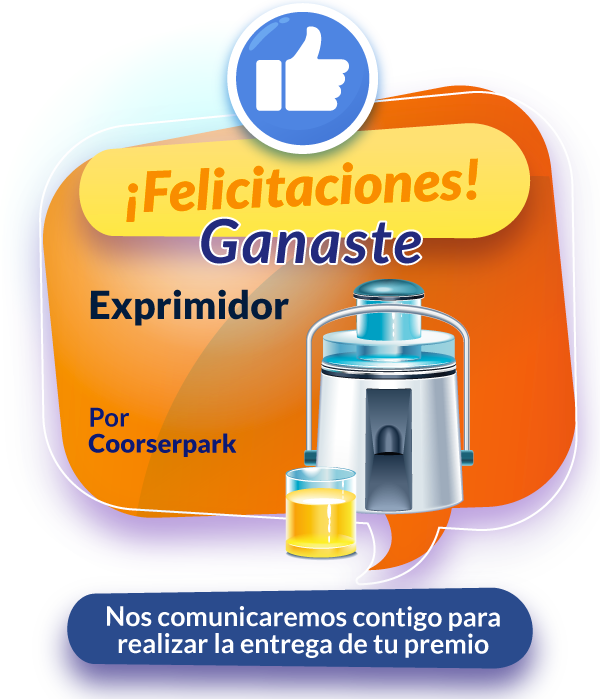 ¡Felicitaciones!
Ganaste
Exprimidor
Por
Coorserpark
Nos comunicaremos contigo para
realizar la entrega de tu premio